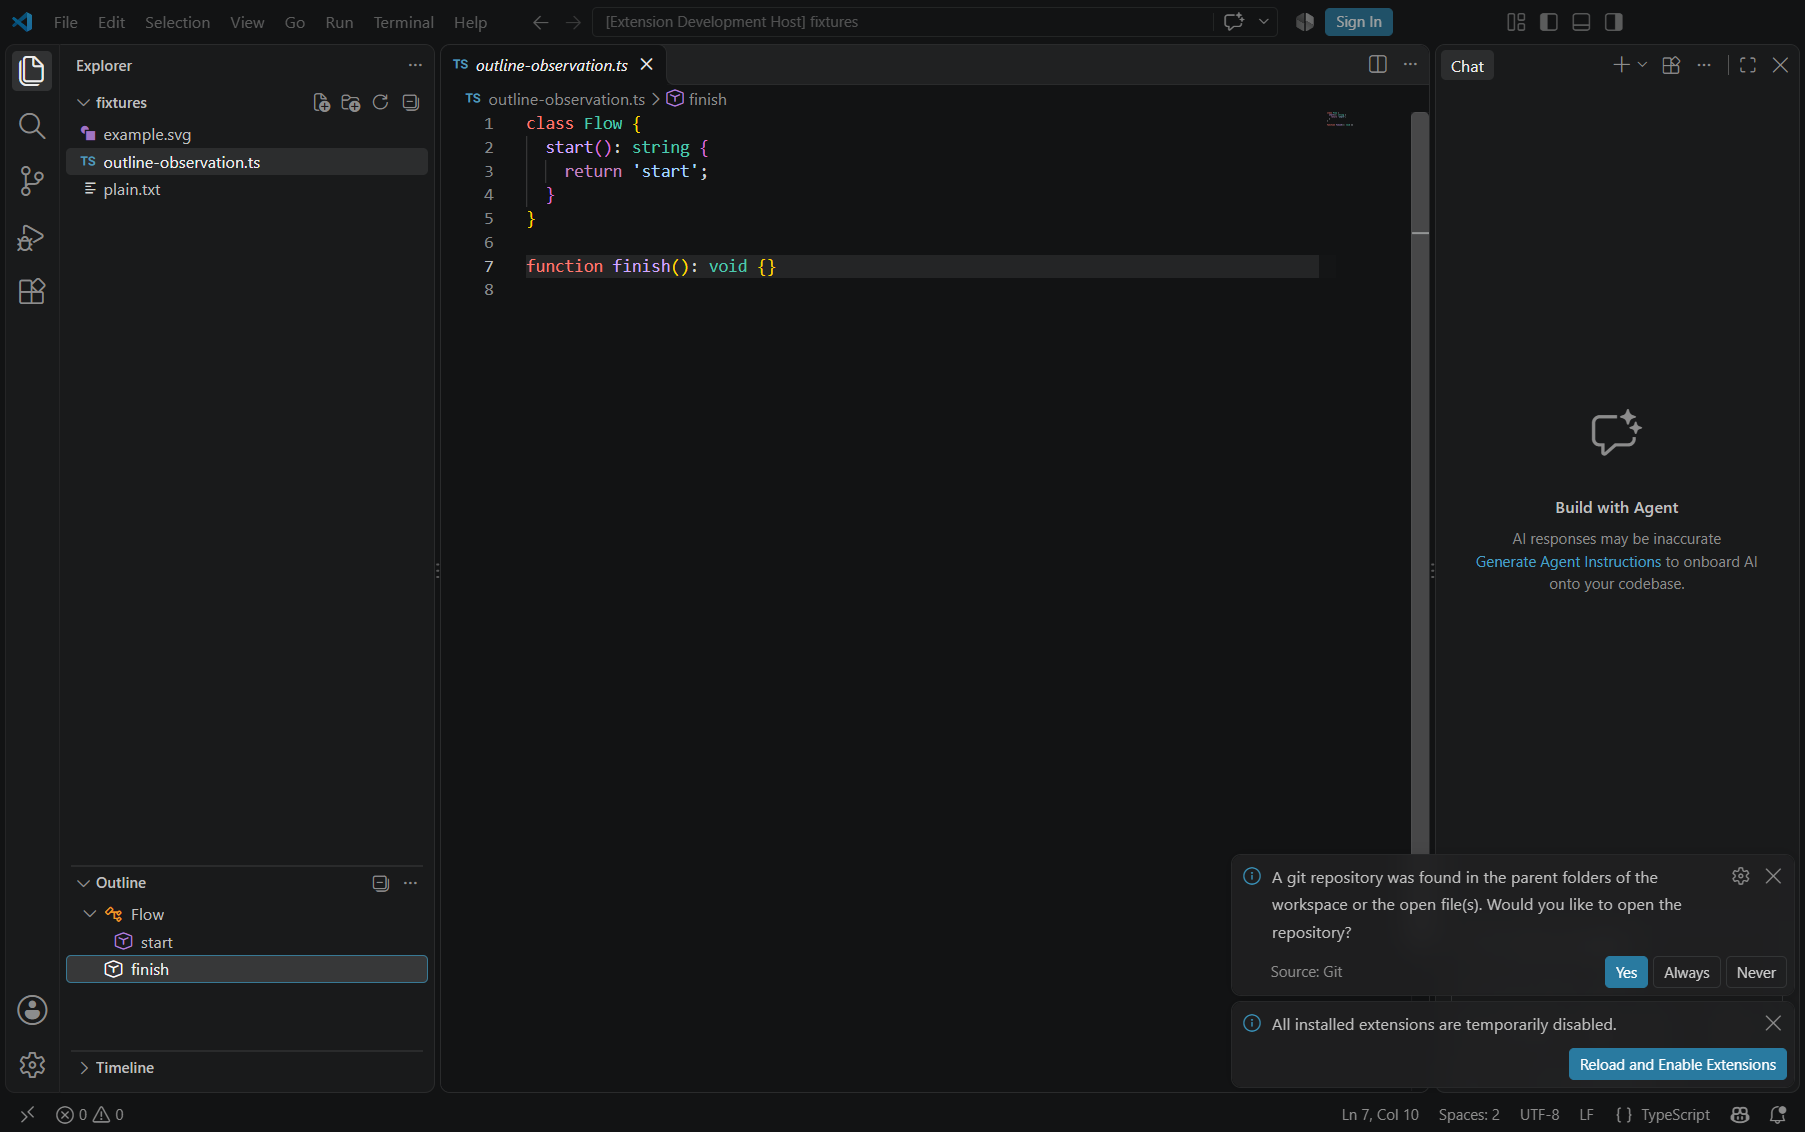 File Edit Selection View Go Run Terminal Help
[Extension Development Host] fixtures
Sign In
Explorer
fixtures
example.svg
TS outline-observation.ts
plain.txt
Outline
Flow
start
finish
Timeline
TS outline-observation.ts
TS outline-observation.ts > finish
1 class Flow {
2 start(): string {
3 return 'start';
4 }
5 }
6
7 function finish(): void {}
8
Chat
Build with Agent
AI responses may be inaccurate
Generate Agent Instructions to onboard AI
onto your codebase.
A git repository was found in the parent folders of the
workspace or the open file(s). Would you like to open the
repository?
Source: Git
Yes Always Never
All installed extensions are temporarily disabled.
Reload and Enable Extensions
0 0
Ln 7, Col 10 Spaces: 2 UTF-8 LF { } TypeScript